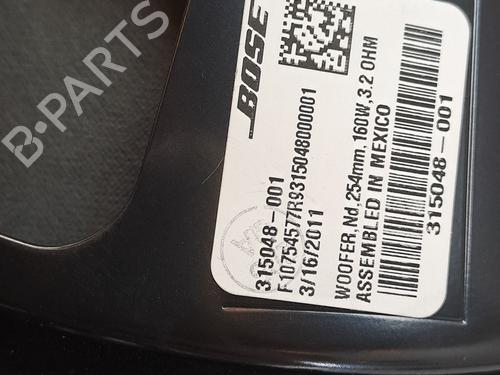 BOSE
315048-001
F10754577R9315048000001
3/16/2011
WOOFER,Nd,254mm,160W,3.2 OHM
ASSEMBLED IN MEXICO
315048-001
B-PARTS